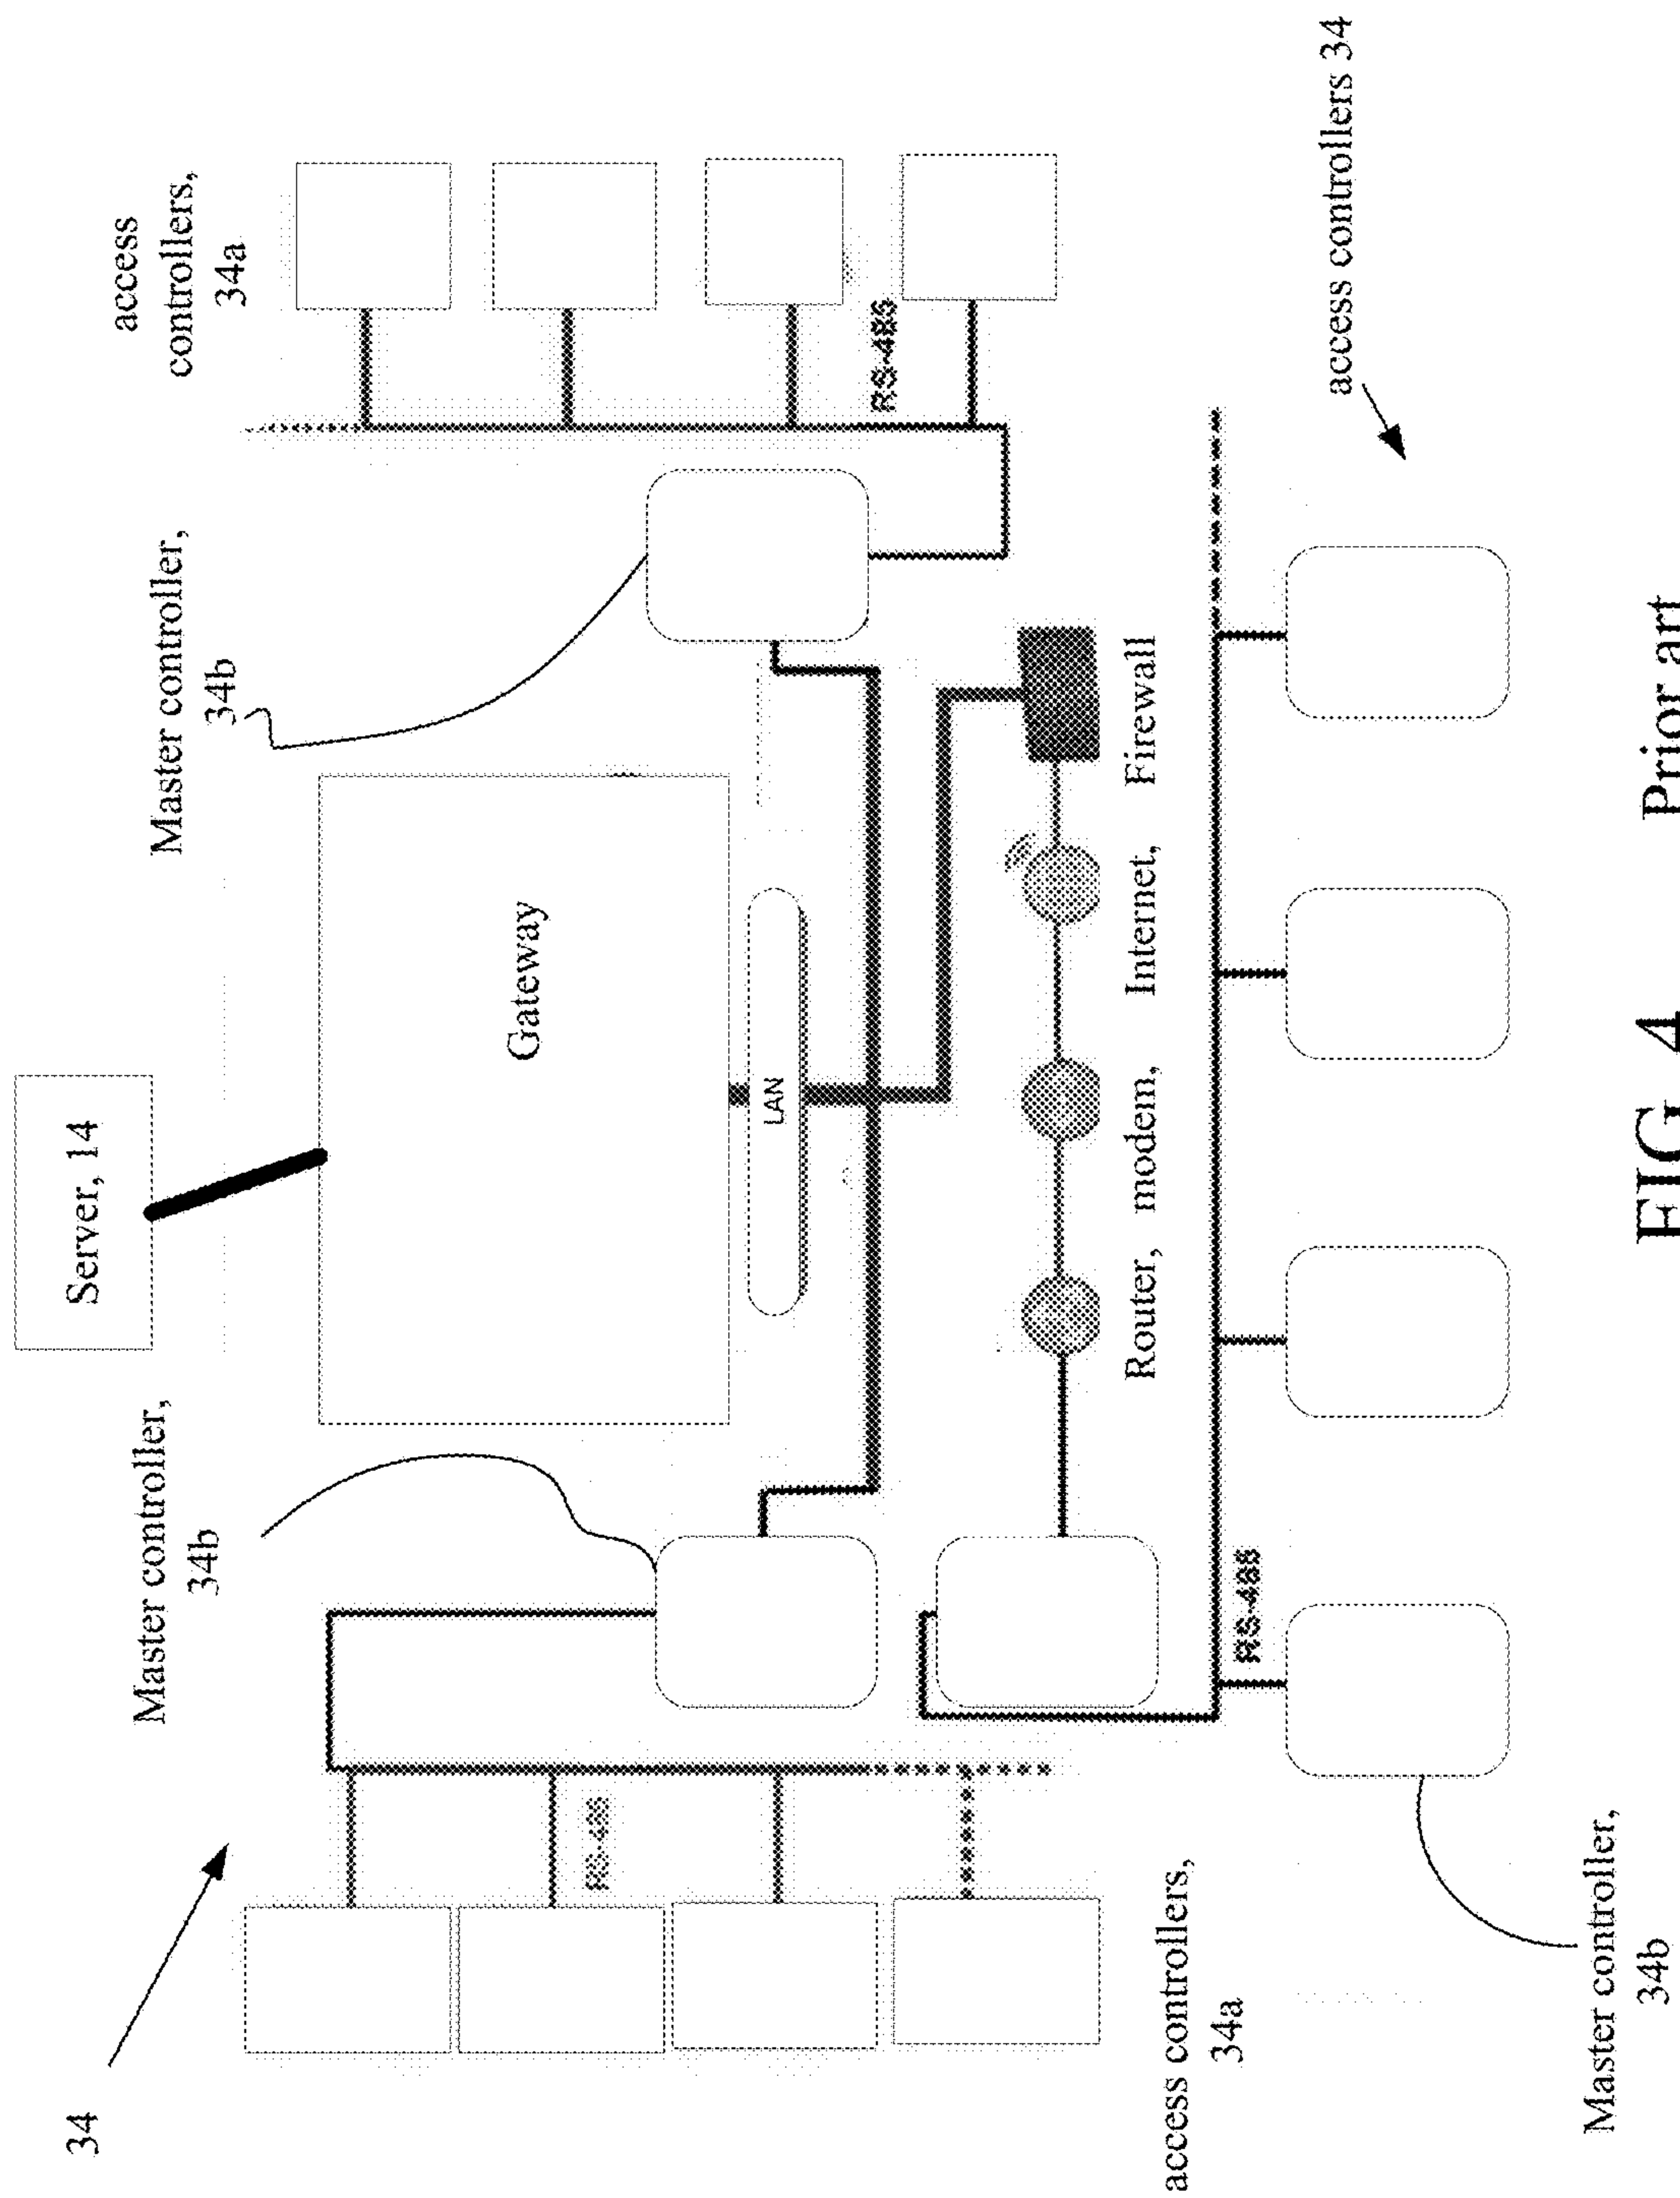 34
Server, 14
Master controller,
34b
Master controller,
34b
access
controllers,
34a
Gateway
LAN
RS-485
RS-485
Router, modem, Internet, Firewall
access controllers,
34a
RS-485
access controllers 34
Master controller,
34b
FIG. 4 Prior art